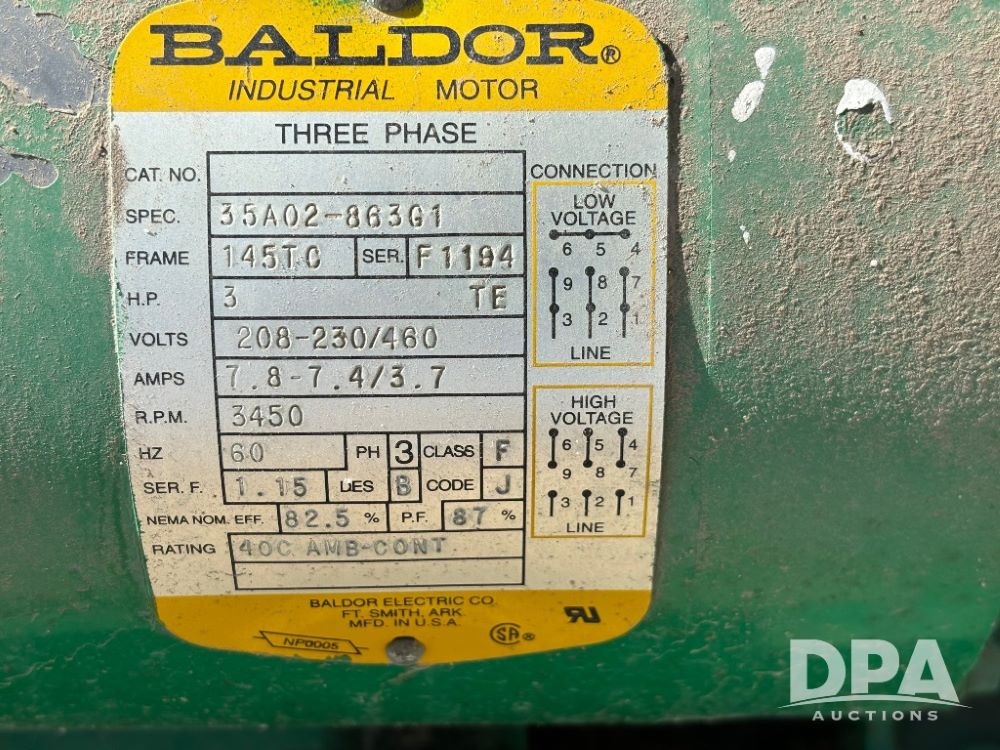 BALDOR®
INDUSTRIAL MOTOR
THREE PHASE
CAT. NO.
SPEC. 35A02-863G1
FRAME 145TC SER. F1194
H.P. 3 TE
VOLTS 208-230/460
AMPS 7.8-7.4/3.7
R.P.M. 3450
HZ 60 PH 3 CLASS F
SER. F. 1.15 DES B CODE J
NEMA NOM. EFF. 82.5 % P.F. 87 %
RATING 40C AMB-CONT
CONNECTION
LOW
VOLTAGE
6 5 4
9 8 7
3 2 1
LINE
HIGH
VOLTAGE
6 5 4
9 8 7
3 2 1
LINE
BALDOR ELECTRIC CO.
FT. SMITH, ARK.
MFD. IN U.S.A.
NP0005
SA®
RU
DPA
AUCTIONS